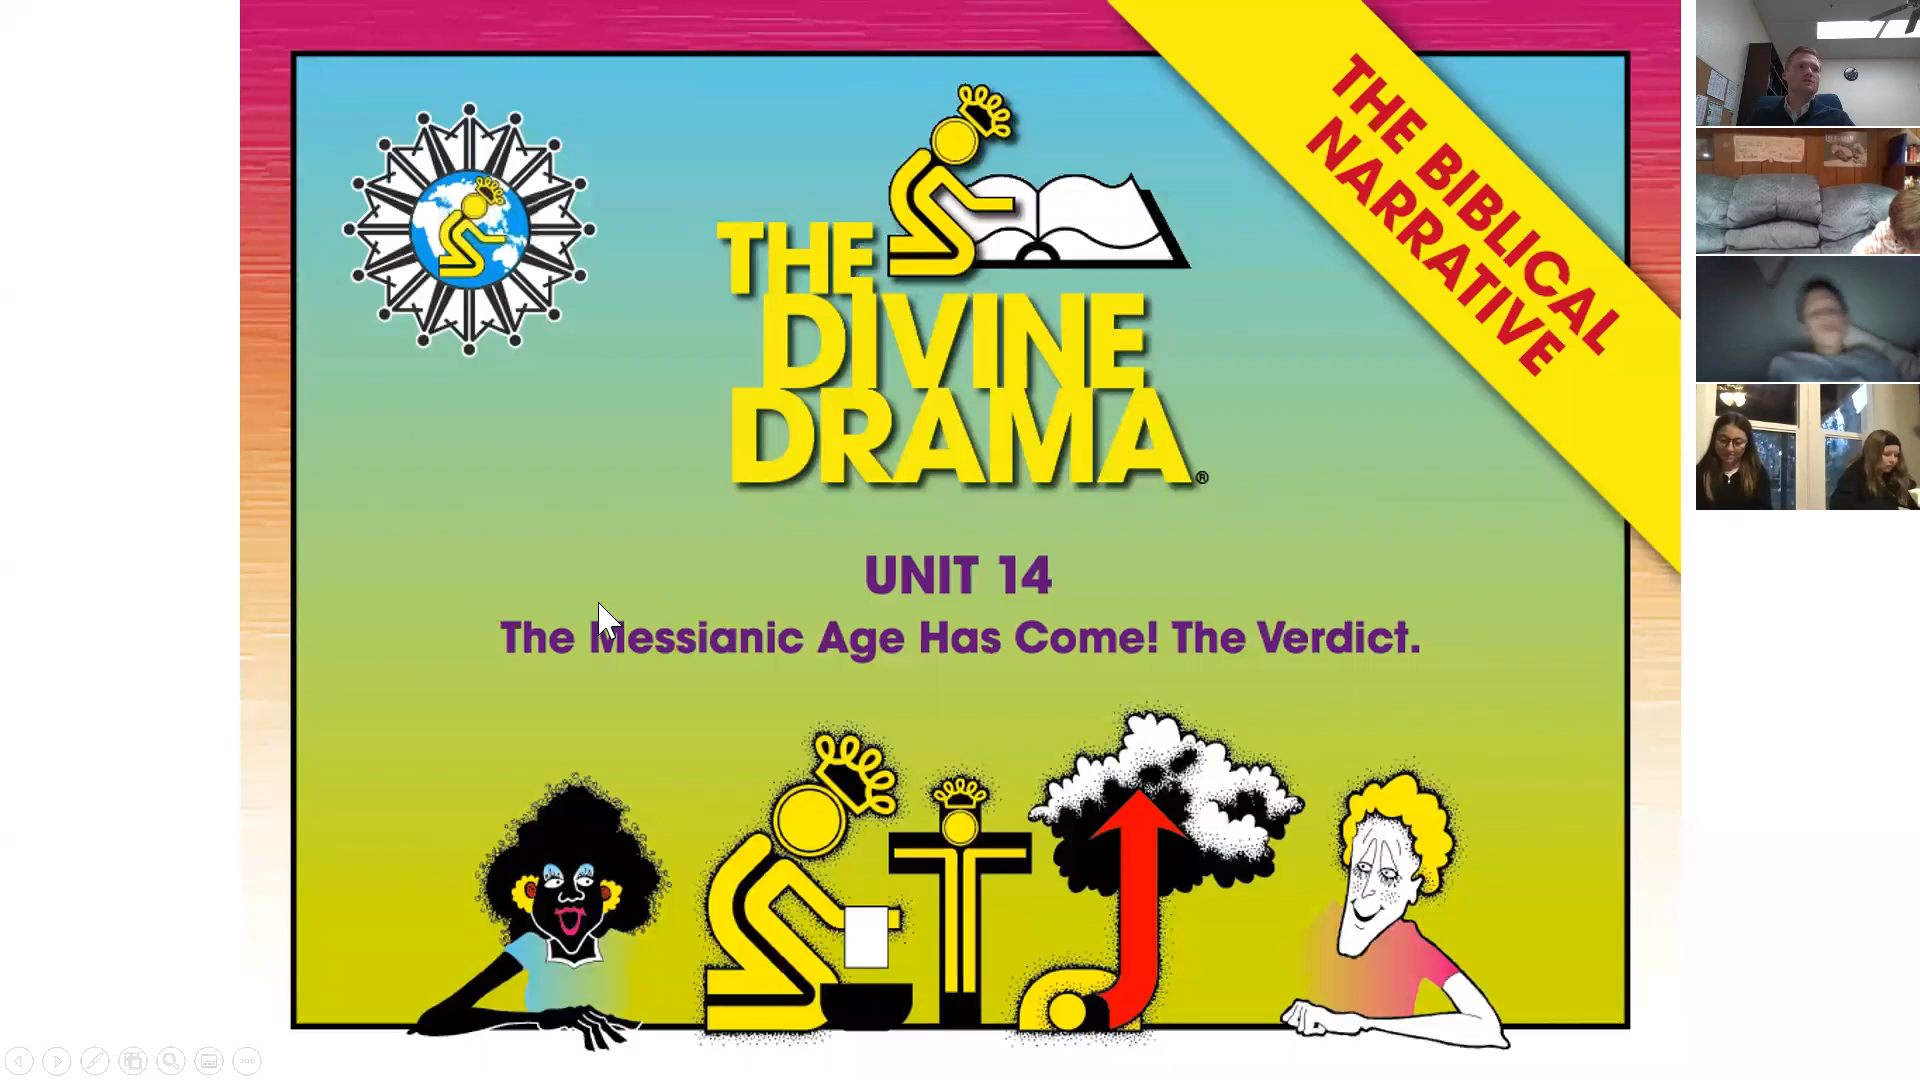 THE
DIVINE
DRAMA®
THE BIBLICAL
NARRATIVE
UNIT 14
The Messianic Age Has Come! The Verdict.